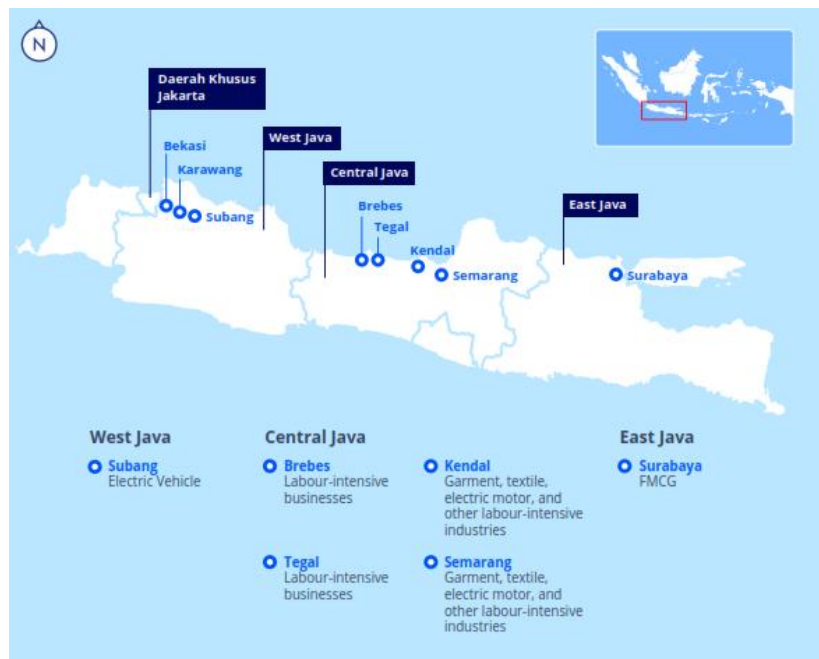 N
Daerah Khusus
Jakarta
West Java
Bekasi
Karawang
Subang
Central Java
Brebes
Tegal
Kendal
Semarang
East Java
Surabaya
West Java
Subang
Electric Vehicle
Central Java
Brebes
Labour-intensive
businesses
Tegal
Labour-intensive
businesses
Kendal
Garment, textile,
electric motor, and
other labour-intensive
industries
Semarang
Garment, textile,
electric motor, and
other labour-intensive
industries
East Java
Surabaya
FMCG